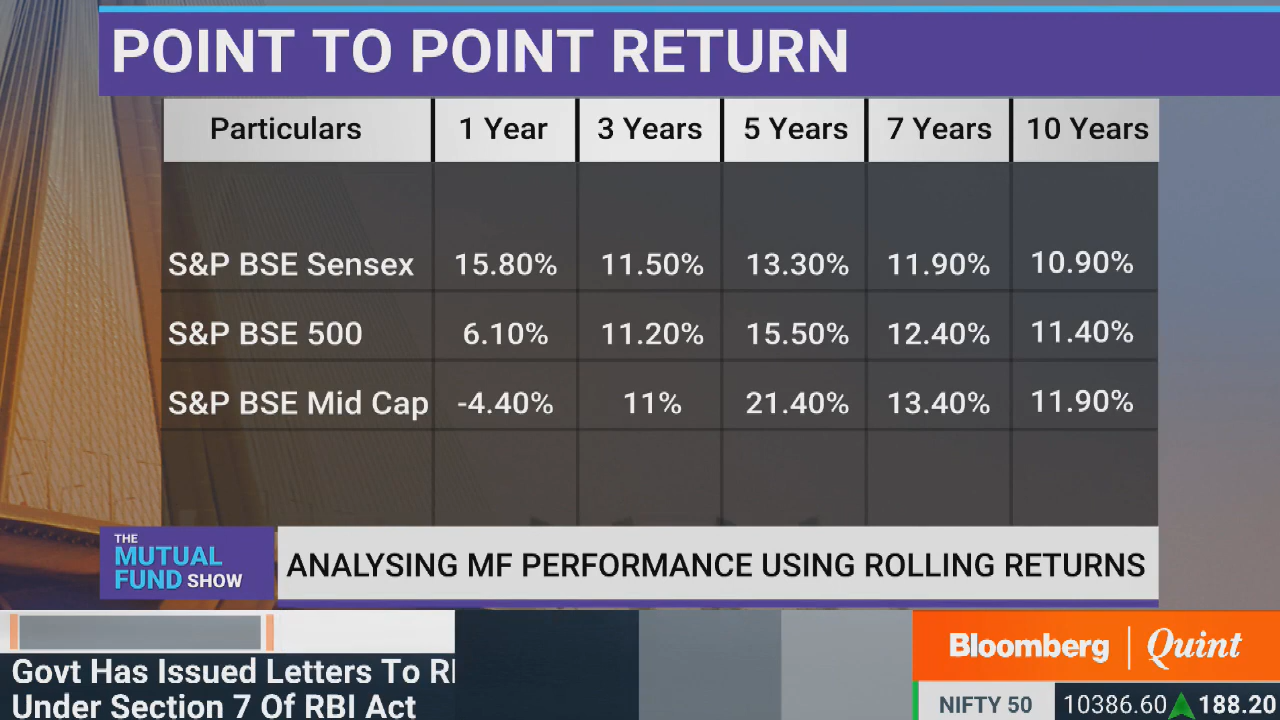 POINT TO POINT RETURN
Particulars 1 Year 3 Years 5 Years 7 Years 10 Years
S&P BSE Sensex 15.80% 11.50% 13.30% 11.90% 10.90%
S&P BSE 500 6.10% 11.20% 15.50% 12.40% 11.40%
S&P BSE Mid Cap -4.40% 11% 21.40% 13.40% 11.90%
THE
MUTUAL
FUND SHOW
ANALYSING MF PERFORMANCE USING ROLLING RETURNS
Govt Has Issued Letters To
Under Section 7 Of RBI Act
Bloomberg | Quint
NIFTY 50 10386.60 ▲ 188.20